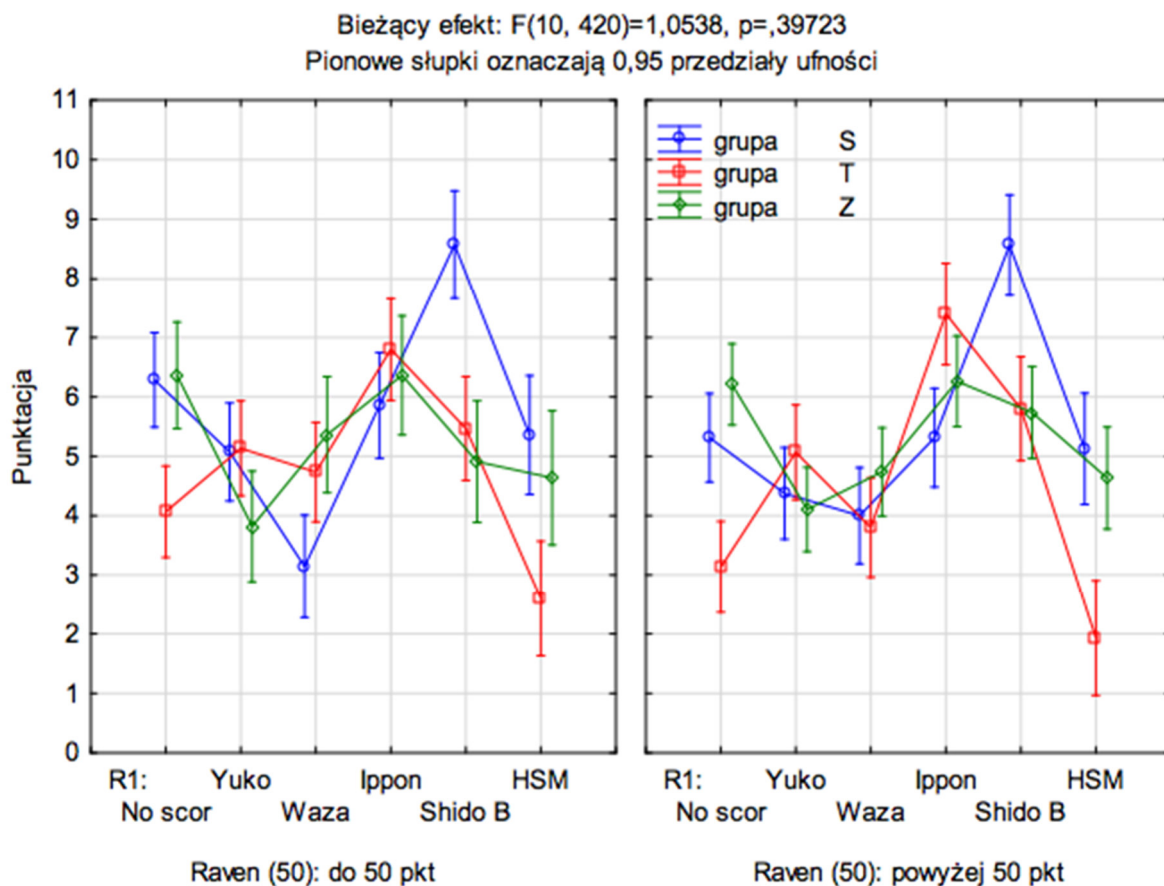 Bieżący efekt: F(10, 420)=1,0538, p=,39723
Pionowe słupki oznaczają 0,95 przedziały ufności
Punktacja
11
10
9
8
7
6
5
4
3
2
1
0
grupa S
grupa T
grupa Z
R1: Yuko Ippon HSM
No scor Waza Shido B
Raven (50): do 50 pkt
Yuko Ippon HSM
R1: No scor Waza Shido B
Raven (50): powyżej 50 pkt